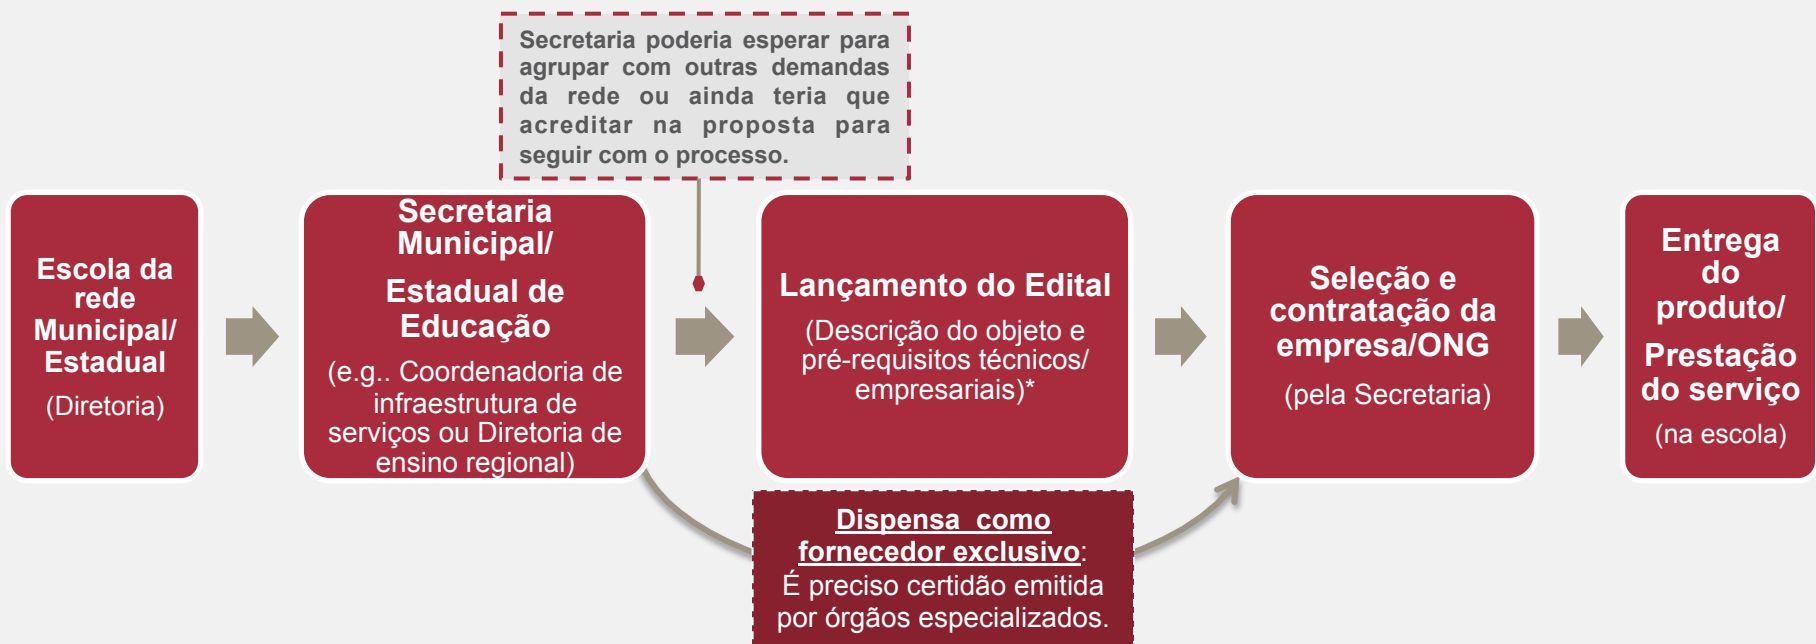 Secretaria poderia esperar para
agrupar com outras demandas
da rede ou ainda teria que
acreditar na proposta para
seguir com o processo.
Escola da
rede
Municipal/
Estadual
(Diretoria)
Secretaria
Municipal/
Estadual de
Educação
(e.g.. Coordenadoria de
infraestrutura de
serviços ou Diretoria de
ensino regional)
Lançamento do Edital
(Descrição do objeto e
pré-requisitos técnicos/
empresariais)*
Seleção e
contratação da
empresa/ONG
(pela Secretaria)
Entrega
do
produto/
Prestação
do serviço
(na escola)
Dispensa como
fornecedor exclusivo:
É preciso certidão emitida
por órgãos especializados.